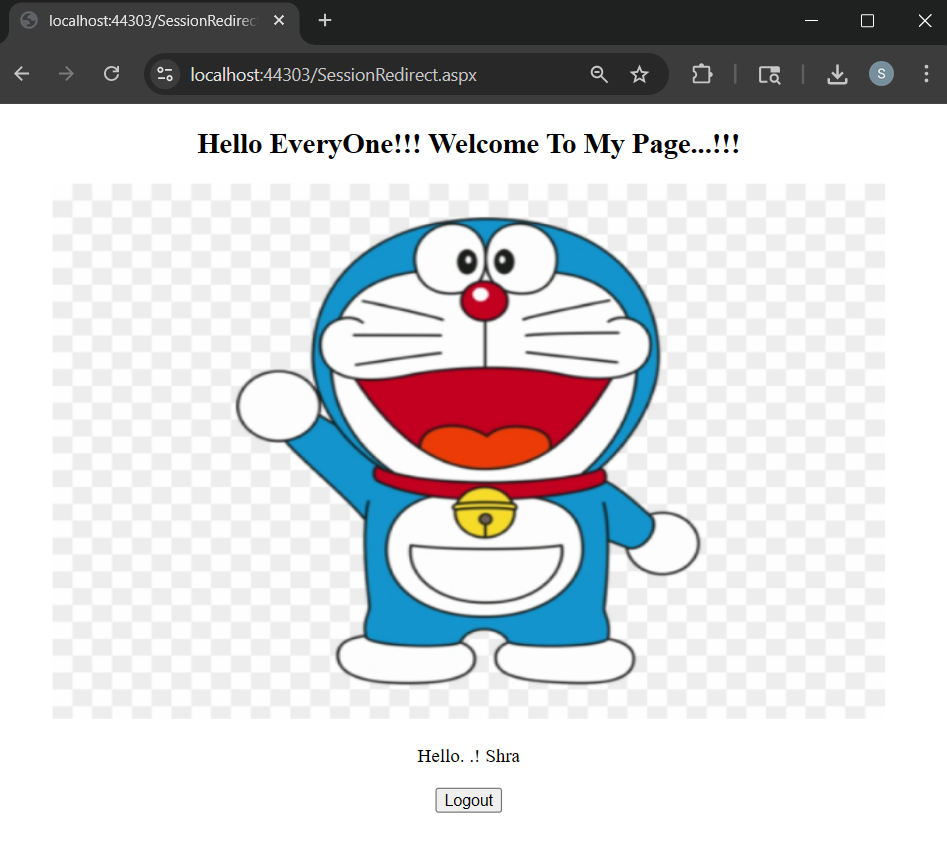 localhost:44303/SessionRedirec
localhost:44303/SessionRedirect.aspx
S
Hello EveryOne!!! Welcome To My Page...!!!
Hello. .! Shra
Logout